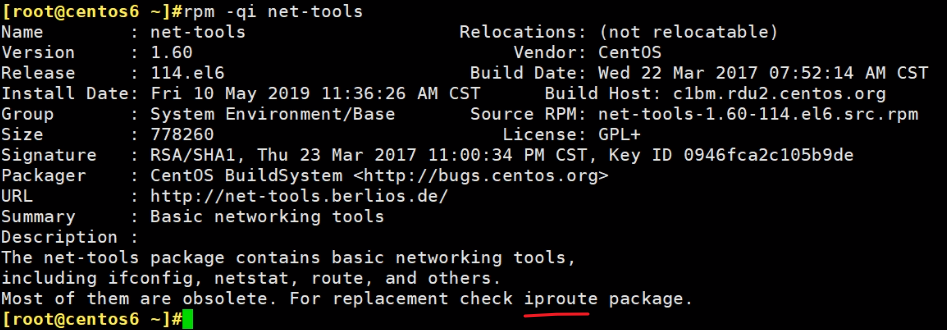 [root@centos6 ~]#rpm -qi net-tools
Name        : net-tools                    Relocations: (not relocatable)
Version     : 1.60                              Vendor: CentOS
Release     : 114.el6                       Build Date: Wed 22 Mar 2017 07:52:14 AM CST
Install Date: Fri 10 May 2019 11:36:26 AM CST      Build Host: c1bm.rdu2.centos.org
Group       : System Environment/Base       Source RPM: net-tools-1.60-114.el6.src.rpm
Size        : 778260                           License: GPL+
Signature   : RSA/SHA1, Thu 23 Mar 2017 11:00:34 PM CST, Key ID 0946fca2c105b9de
Packager    : CentOS BuildSystem <http://bugs.centos.org>
URL         : http://net-tools.berlios.de/
Summary     : Basic networking tools
Description :
The net-tools package contains basic networking tools,
including ifconfig, netstat, route, and others.
Most of them are obsolete. For replacement check iproute package.
[root@centos6 ~]#